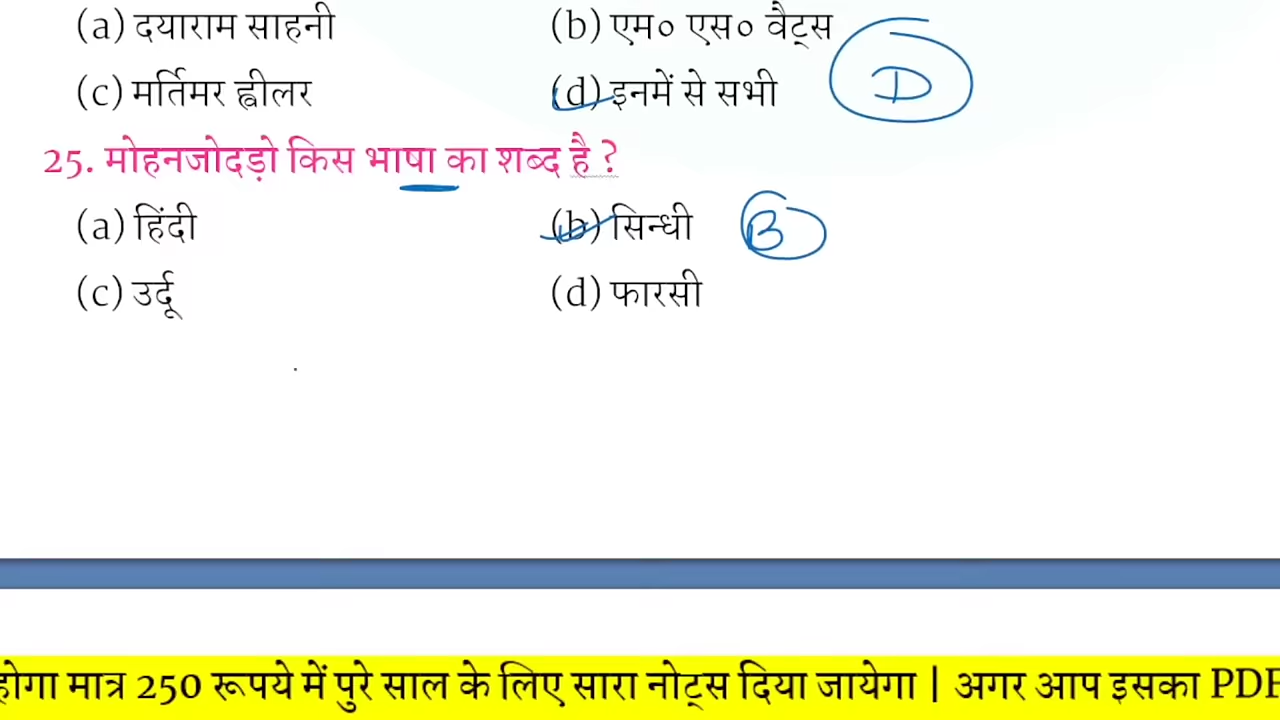 (a) दयाराम साहनी (b) एम० एस० वैट्स
(c) मर्तिमर ह्वीलर (d) इनमें से सभी D
25. मोहनजोदड़ो किस भाषा का शब्द है ?
(a) हिंदी (b) सिन्धी B
(c) उर्दू (d) फारसी
होगा मात्र 250 रूपये में पुरे साल के लिए सारा नोट्स दिया जायेगा | अगर आप इसका PDF